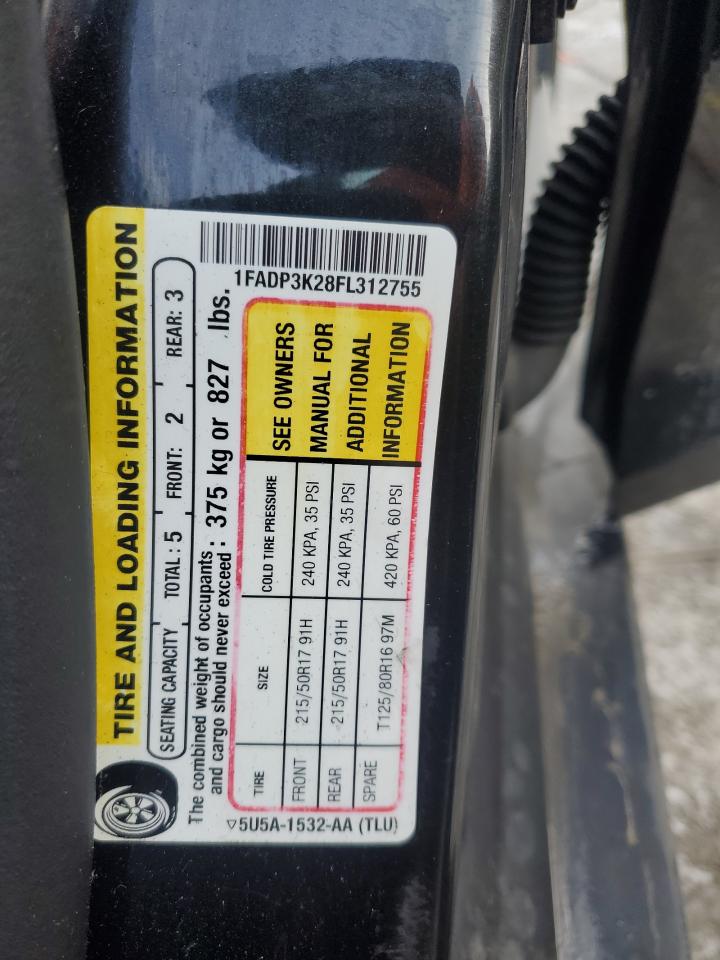 TIRE AND LOADING INFORMATION
SEATING CAPACITY TOTAL : 5 FRONT: 2 REAR: 3
The combined weight of occupants
and cargo should never exceed : 375 kg or 827 lbs.
TIRE SIZE COLD TIRE PRESSURE
FRONT 215/50R17 91H 240 KPA, 35 PSI
REAR 215/50R17 91H 240 KPA, 35 PSI
SPARE T125/80R16 97M 420 KPA, 60 PSI
SEE OWNERS
MANUAL FOR
ADDITIONAL
INFORMATION
▽5U5A-1532-AA (TLU)
1FADP3K28FL312755